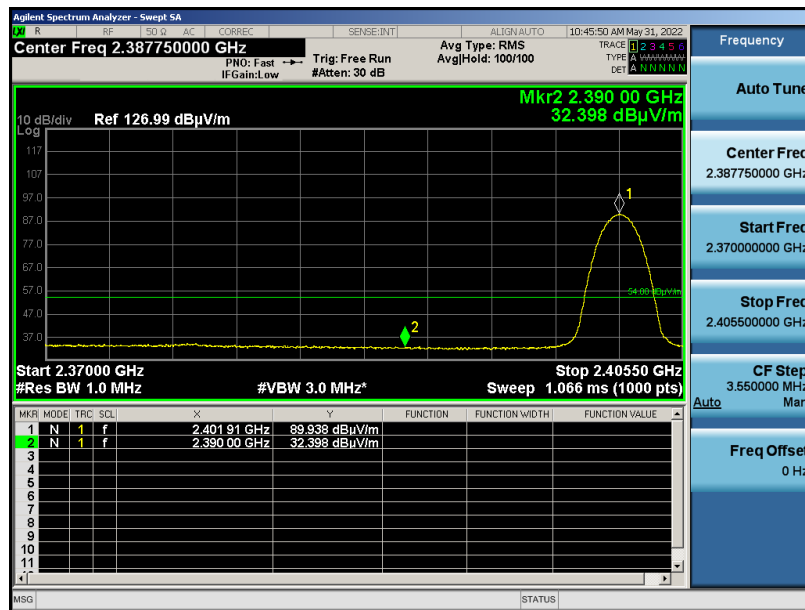 Agilent Spectrum Analyzer - Swept SA
LXI R RF 50 Ω AC CORREC SENSE:INT ALIGN AUTO 10:45:50 AM May 31, 2022
Center Freq 2.387750000 GHz
PNO: Fast
IFGain:Low
Trig: Free Run
#Atten: 30 dB
Avg Type: RMS
Avg|Hold: 100/100
TRACE 1 2 3 4 5 6
TYPE A WWWWW
DET A N N N N N
Mkr2 2.390 00 GHz
32.398 dBµV/m
10 dB/div Ref 126.99 dBµV/m
Log
117
107
97.0
87.0
77.0
67.0
57.0
47.0
37.0
1
54.00 dBµV/m
2
Start 2.37000 GHz Stop 2.40550 GHz
#Res BW 1.0 MHz #VBW 3.0 MHz* Sweep 1.066 ms (1000 pts)
MKR MODE TRC SCL X Y FUNCTION FUNCTION WIDTH FUNCTION VALUE
1 N 1 f 2.401 91 GHz 89.938 dBµV/m
2 N 1 f 2.390 00 GHz 32.398 dBµV/m
3
4
5
6
7
8
9
10
11
MSG STATUS
Frequency
Auto Tune
Center Freq
2.387750000 GHz
Start Freq
2.370000000 GHz
Stop Freq
2.405500000 GHz
CF Step
3.550000 MHz
Auto Man
Freq Offset
0 Hz